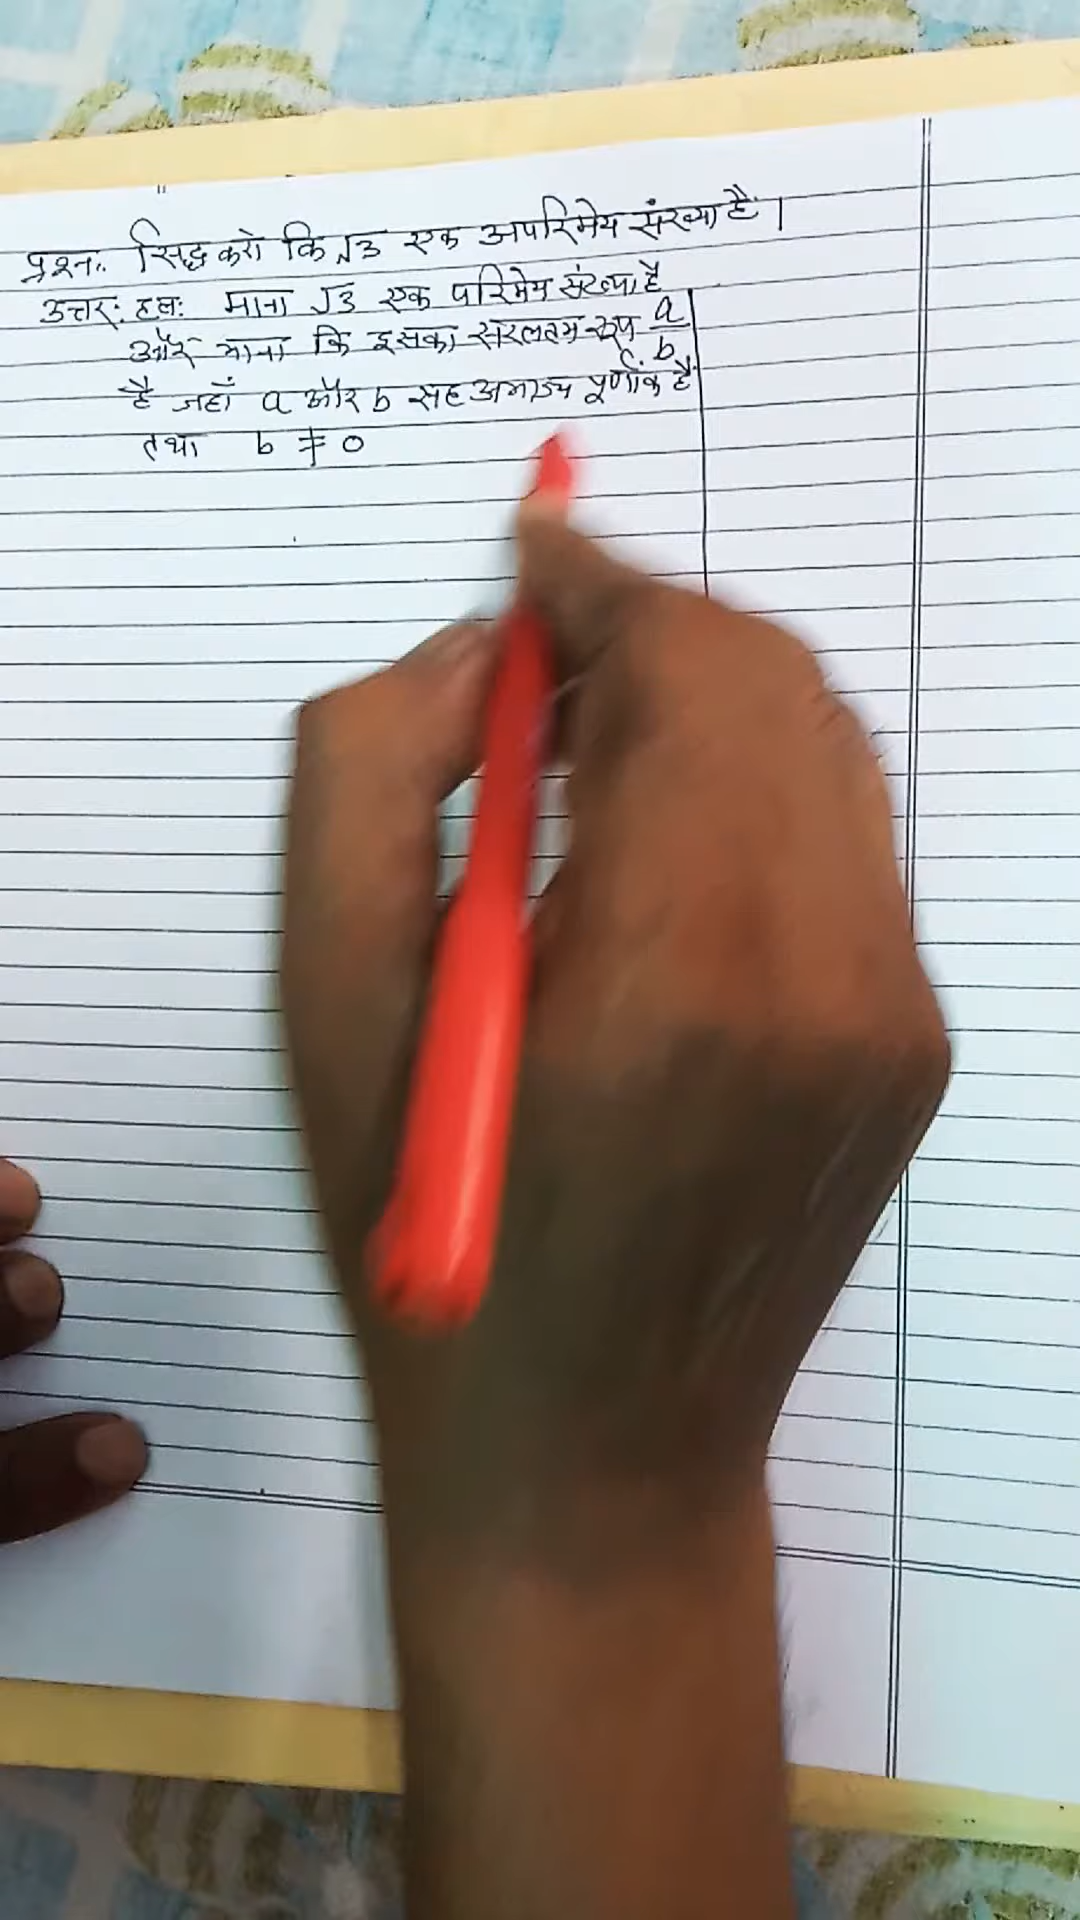 प्रश्न:. सिद्ध करो कि √3 एक अपरिमेय संख्या है ।
उत्तर: हल: माना √3 एक परिमेय संख्या है
और माना कि इसका सरलतम रूप a/b
है जहाँ a और b सह अभाज्य पूर्णांक है
तथा b ≠ 0